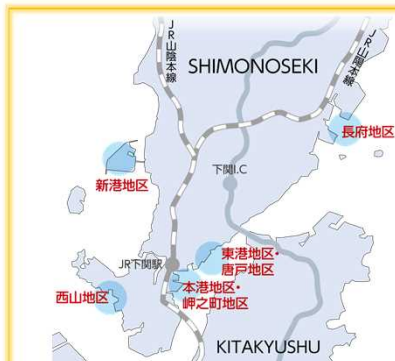 JR山陰本線
JR山陽本線
SHIMONOSEKI
長府地区
新港地区
下関I.C
JR下関駅
東港地区・
唐戸地区
本港地区・
岬之町地区
西山地区
KITAKYUSHU